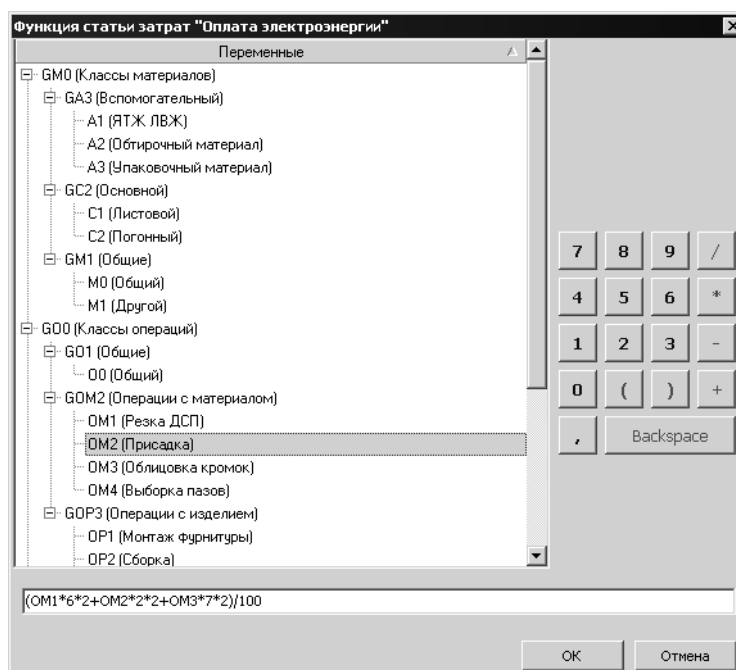 Функция статьи затрат "Оплата электроэнергии"
Переменные
GM0 (Классы материалов)
GA3 (Вспомогательный)
A1 (ЯТЖ ЛВЖ)
A2 (Обтирочный материал)
A3 (Упаковочный материал)
GC2 (Основной)
C1 (Листовой)
C2 (Погонный)
GM1 (Общие)
M0 (Общий)
M1 (Другой)
GO0 (Классы операций)
GO1 (Общие)
O0 (Общий)
GOM2 (Операции с материалом)
OM1 (Резка ДСП)
OM2 (Присадка)
OM3 (Облицовка кромок)
OM4 (Выборка пазов)
GOP3 (Операции с изделием)
OP1 (Монтаж фурнитуры)
OP2 (Сборка)
7 8 9 /
4 5 6 *
1 2 3 -
0 ( ) +
, Backspace
(OM1*6*2+OM2*2*2+OM3*7*2)/100
OK Отмена